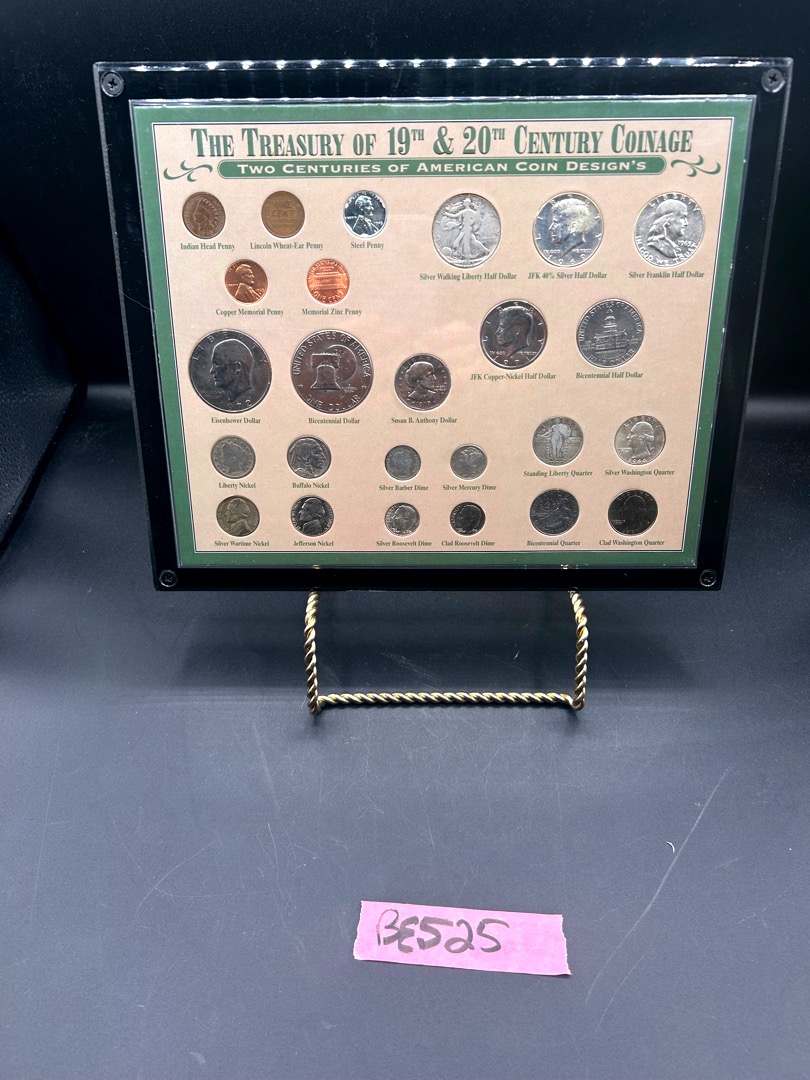 THE TREASURY OF 19TH & 20TH CENTURY COINAGE
TWO CENTURIES OF AMERICAN COIN DESIGN'S
Indian Head Penny
Lincoln Wheat-Ear Penny
Steel Penny
Silver Walking Liberty Half Dollar
JFK 40% Silver Half Dollar
Silver Franklin Half Dollar
Copper Memorial Penny
Memorial Zinc Penny
JFK Copper-Nickel Half Dollar
Bicentennial Half Dollar
Eisenhower Dollar
Bicentennial Dollar
Susan B. Anthony Dollar
Liberty Nickel
Buffalo Nickel
Silver Barber Dime
Silver Mercury Dime
Standing Liberty Quarter
Silver Washington Quarter
Silver Wartime Nickel
Jefferson Nickel
Silver Roosevelt Dime
Clad Roosevelt Dime
Bicentennial Quarter
Clad Washington Quarter
BE525